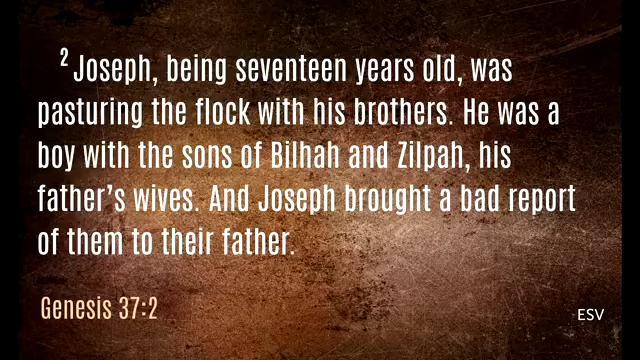 2 Joseph, being seventeen years old, was
pasturing the flock with his brothers. He was a
boy with the sons of Bilhah and Zilpah, his
father’s wives. And Joseph brought a bad report
of them to their father.
Genesis 37:2
ESV